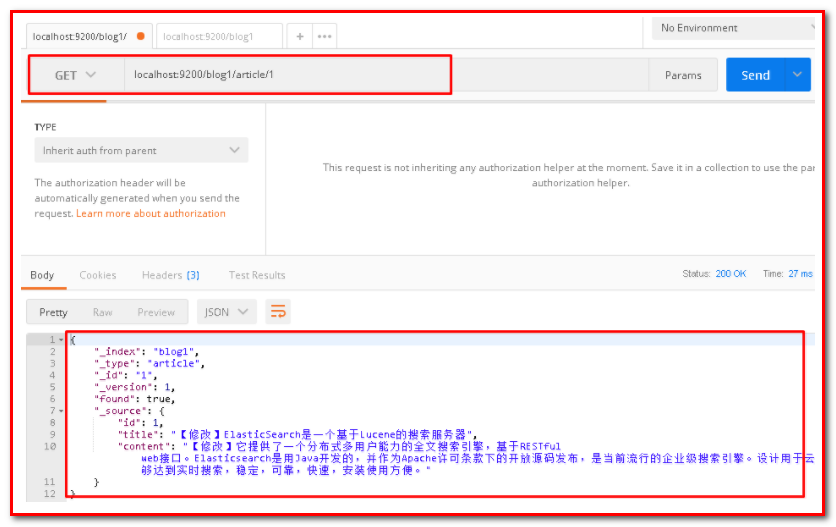 localhost:9200/blog1/
localhost:9200/blog1
+
•••
No Environment
GET
localhost:9200/blog1/article/1
Params
Send
TYPE
Inherit auth from parent
The authorization header will be
automatically generated when you send the
request. Learn more about authorization
This request is not inheriting any authorization helper at the moment. Save it in a collection to use the par
authorization helper.
Body
Cookies
Headers (3)
Test Results
Status: 200 OK
Time: 27 ms
Pretty
Raw
Preview
JSON
1 {
2 "_index": "blog1",
3 "_type": "article",
4 "_id": "1",
5 "_version": 1,
6 "found": true,
7 "_source": {
8 "id": 1,
9 "title": "【修改】ElasticSearch是一个基于Lucene的搜索服务器",
10 "content": "【修改】它提供了一个分布式多用户能力的全文搜索引擎，基于RESTful
web接口。Elasticsearch是用Java开发的，并作为Apache许可条款下的开放源码发布，是当前流行的企业级搜索引擎。设计用于云
够达到实时搜索，稳定，可靠，快速，安装使用方便。"
11 }
12 }